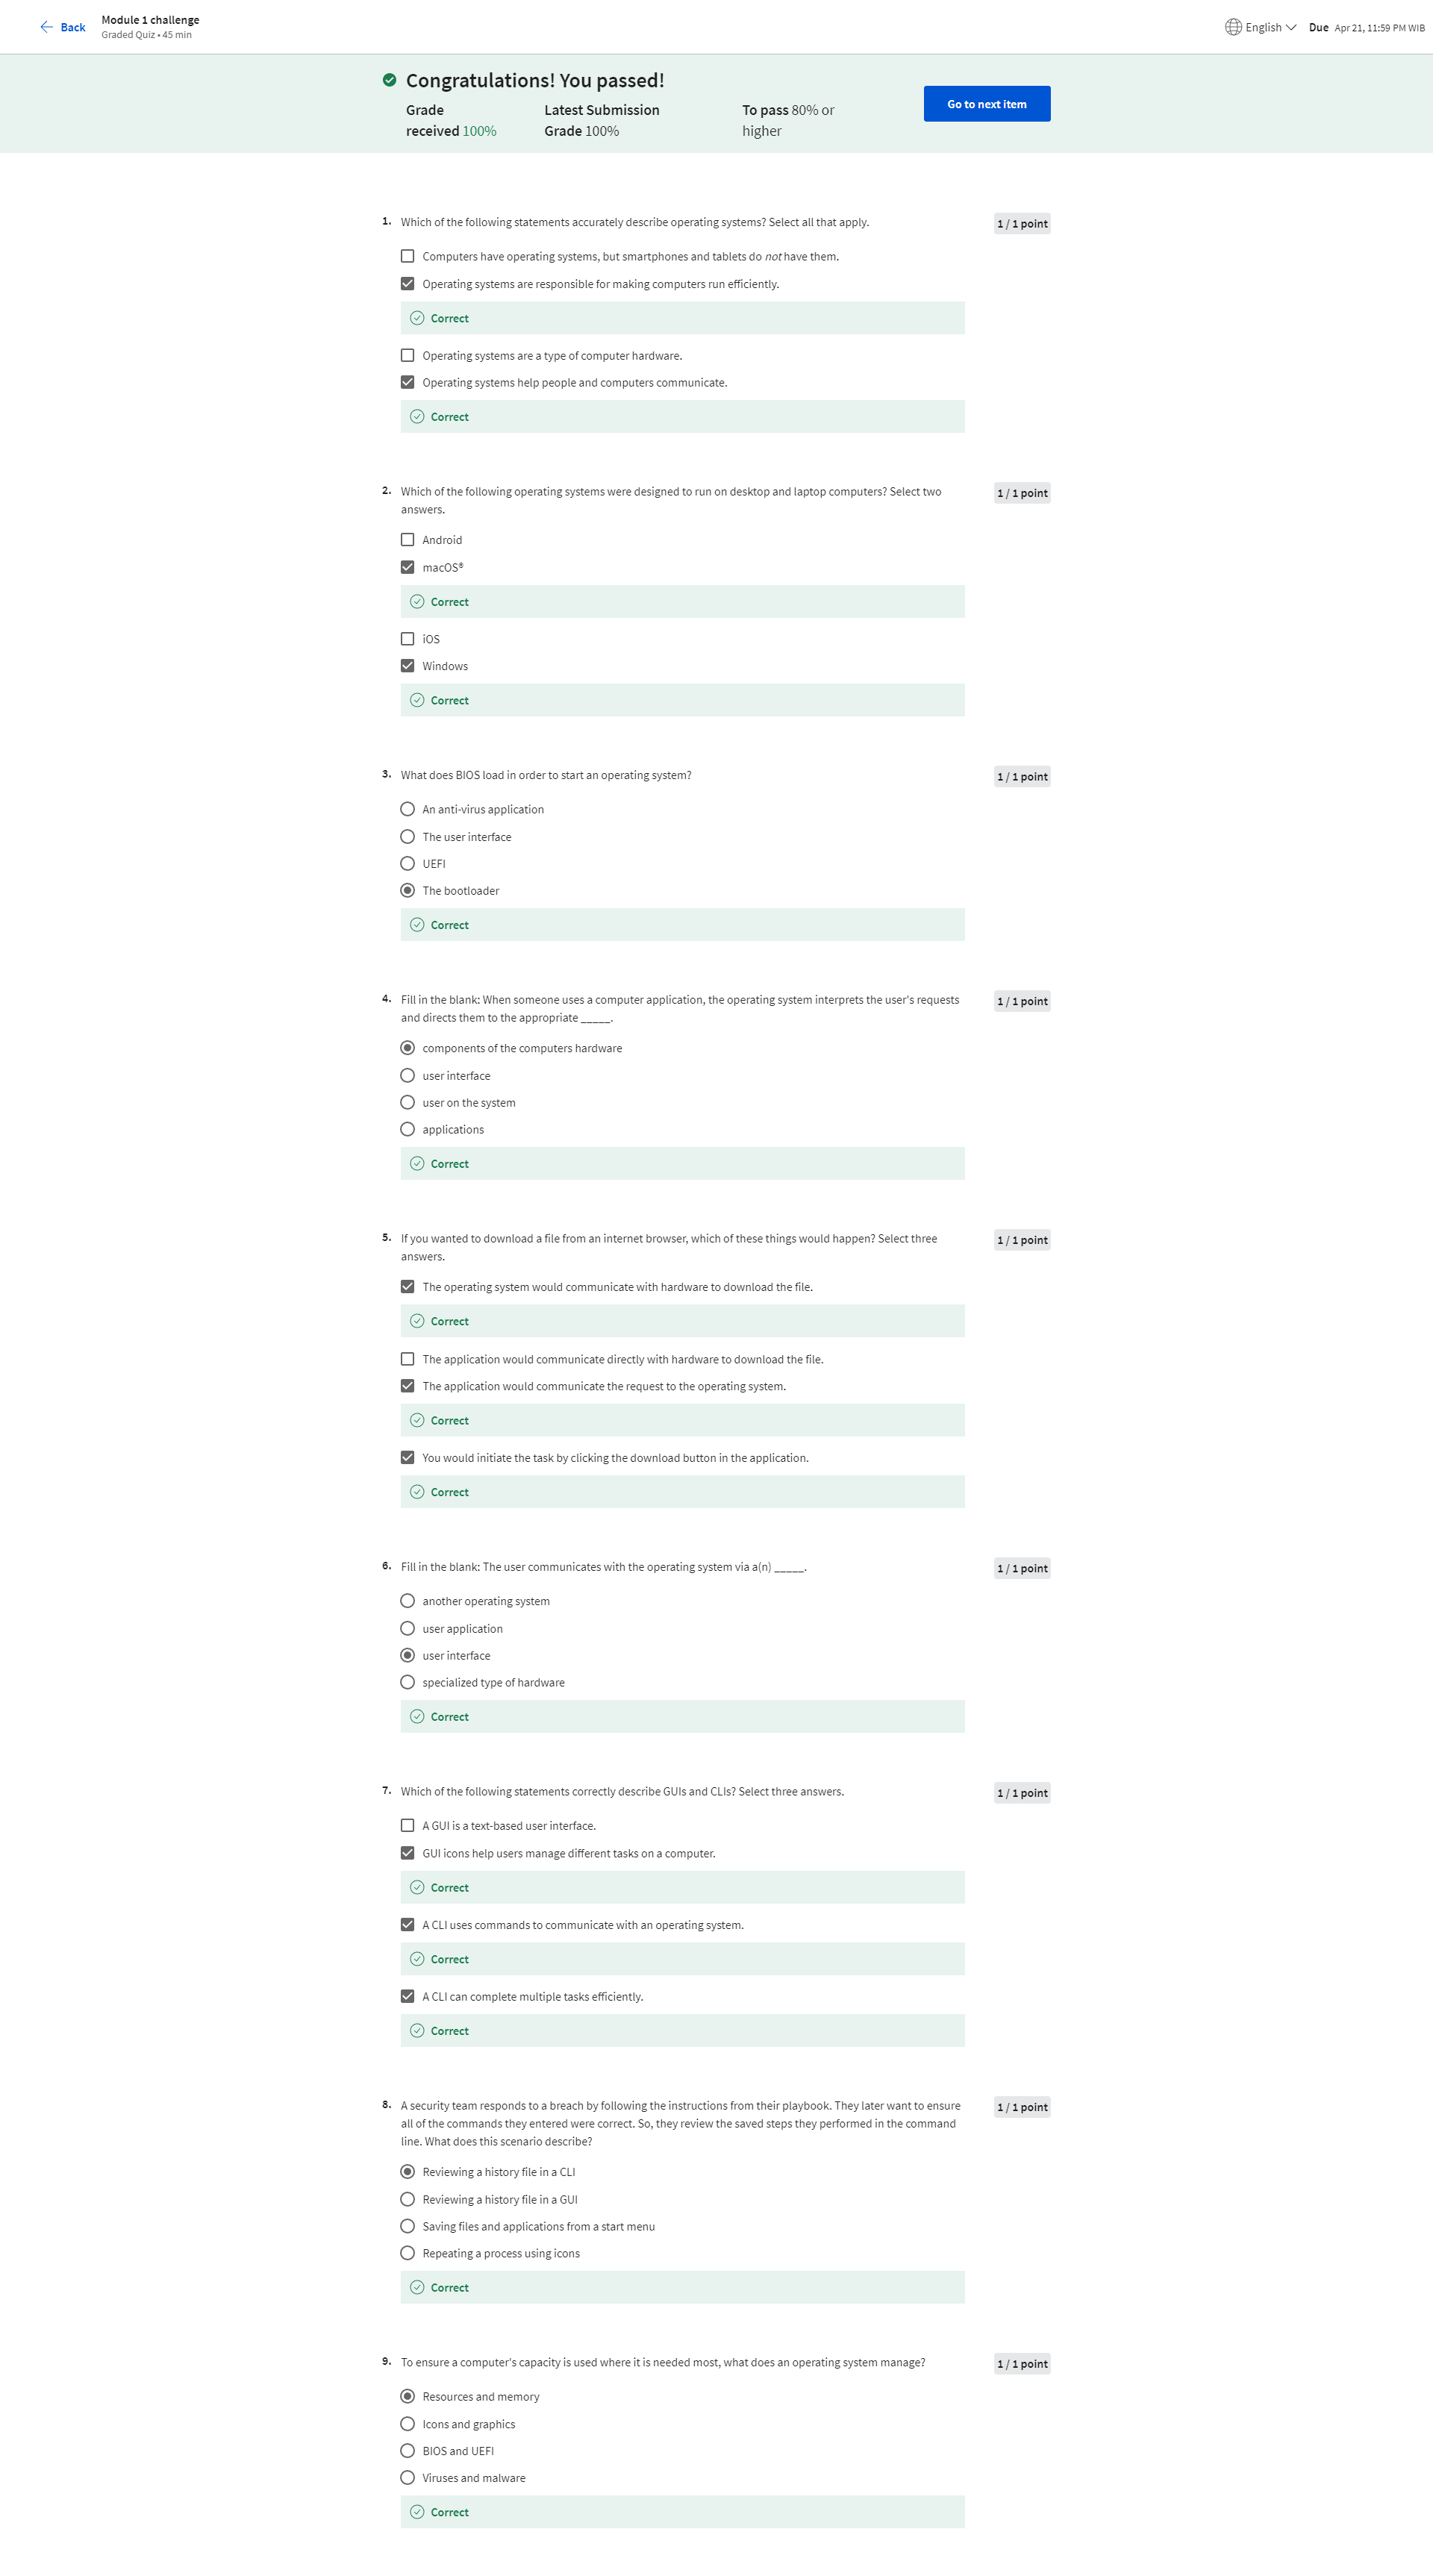 Back
Module 1 challenge
Graded Quiz • 45 min
English
Due Apr 21, 11:59 PM WIB
Congratulations! You passed!
Grade
received 100%
Latest Submission
Grade 100%
To pass 80% or
higher
Go to next item
1. Which of the following statements accurately describe operating systems? Select all that apply.
1 / 1 point
Computers have operating systems, but smartphones and tablets do not have them.
Operating systems are responsible for making computers run efficiently.
Correct
Operating systems are a type of computer hardware.
Operating systems help people and computers communicate.
Correct
2. Which of the following operating systems were designed to run on desktop and laptop computers? Select two
answers.
1 / 1 point
Android
macOS®
Correct
iOS
Windows
Correct
3. What does BIOS load in order to start an operating system?
1 / 1 point
An anti-virus application
The user interface
UEFI
The bootloader
Correct
4. Fill in the blank: When someone uses a computer application, the operating system interprets the user's requests
and directs them to the appropriate _____.
1 / 1 point
components of the computers hardware
user interface
user on the system
applications
Correct
5. If you wanted to download a file from an internet browser, which of these things would happen? Select three
answers.
1 / 1 point
The operating system would communicate with hardware to download the file.
Correct
The application would communicate directly with hardware to download the file.
The application would communicate the request to the operating system.
Correct
You would initiate the task by clicking the download button in the application.
Correct
6. Fill in the blank: The user communicates with the operating system via a(n) _____.
1 / 1 point
another operating system
user application
user interface
specialized type of hardware
Correct
7. Which of the following statements correctly describe GUIs and CLIs? Select three answers.
1 / 1 point
A GUI is a text-based user interface.
GUI icons help users manage different tasks on a computer.
Correct
A CLI uses commands to communicate with an operating system.
Correct
A CLI can complete multiple tasks efficiently.
Correct
8. A security team responds to a breach by following the instructions from their playbook. They later want to ensure
all of the commands they entered were correct. So, they review the saved steps they performed in the command
line. What does this scenario describe?
1 / 1 point
Reviewing a history file in a CLI
Reviewing a history file in a GUI
Saving files and applications from a start menu
Repeating a process using icons
Correct
9. To ensure a computer's capacity is used where it is needed most, what does an operating system manage?
1 / 1 point
Resources and memory
Icons and graphics
BIOS and UEFI
Viruses and malware
Correct